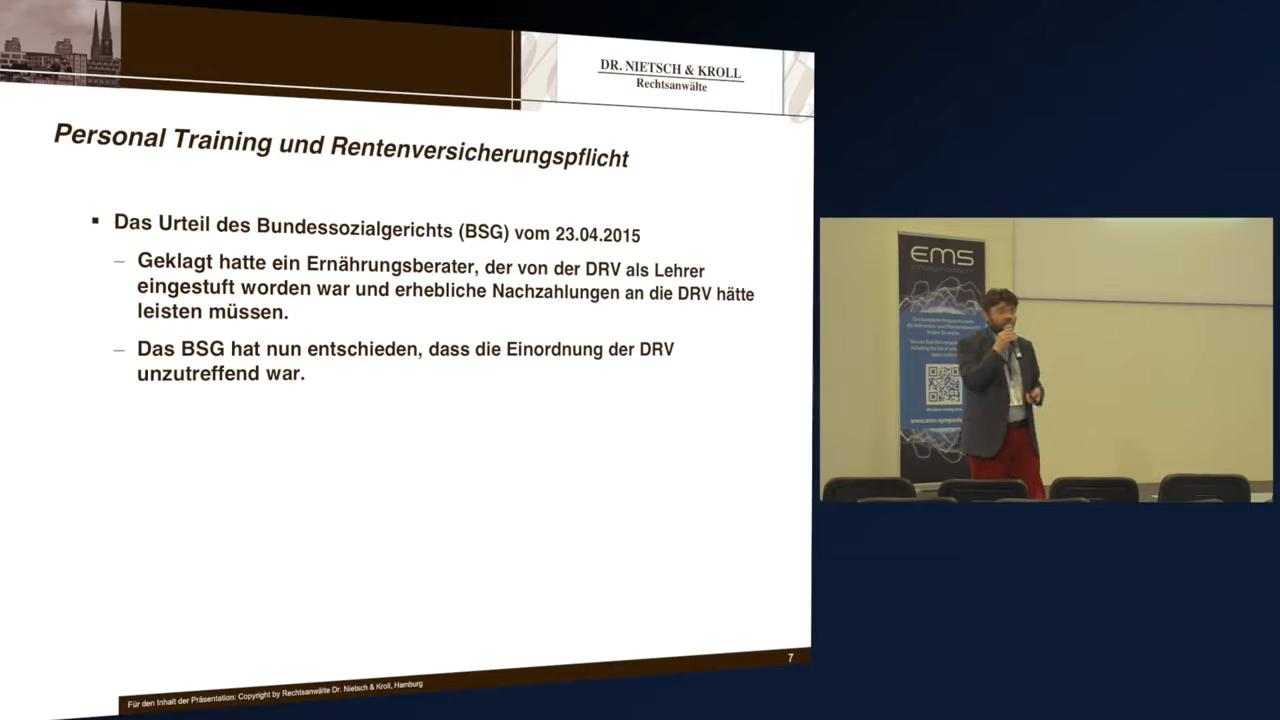 DR. NIETSCH & KROLL
Rechtsanwälte
Personal Training und Rentenversicherungspflicht
▪ Das Urteil des Bundessozialgerichts (BSG) vom 23.04.2015
– Geklagt hatte ein Ernährungsberater, der von der DRV als Lehrer
eingestuft worden war und erhebliche Nachzahlungen an die DRV hätte
leisten müssen.
– Das BSG hat nun entschieden, dass die Einordnung der DRV
unzutreffend war.
7
Für den Inhalt der Präsentation: Copyright by Rechtsanwälte Dr. Nietsch & Kroll, Hamburg
EMS